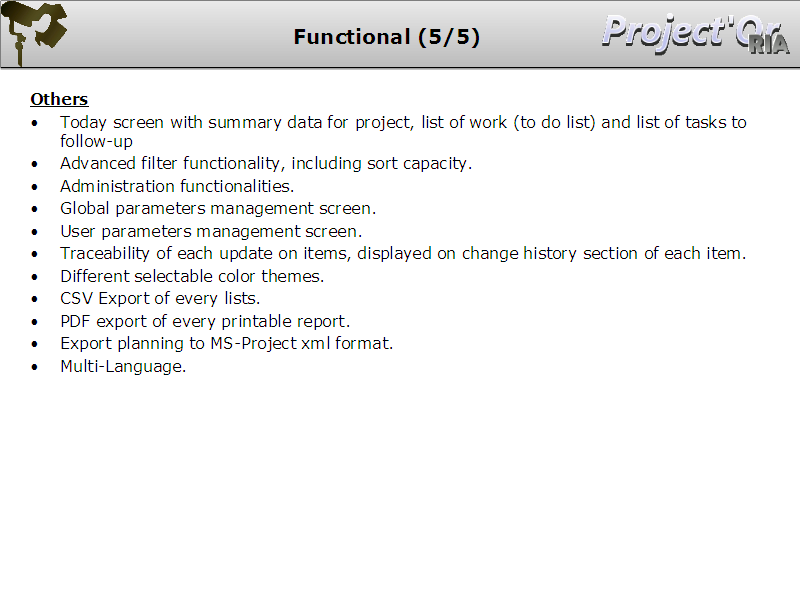 Functional (5/5)
Project'Or
RIA
Others
• Today screen with summary data for project, list of work (to do list) and list of tasks to
follow-up
• Advanced filter functionality, including sort capacity.
• Administration functionalities.
• Global parameters management screen.
• User parameters management screen.
• Traceability of each update on items, displayed on change history section of each item.
• Different selectable color themes.
• CSV Export of every lists.
• PDF export of every printable report.
• Export planning to MS-Project xml format.
• Multi-Language.